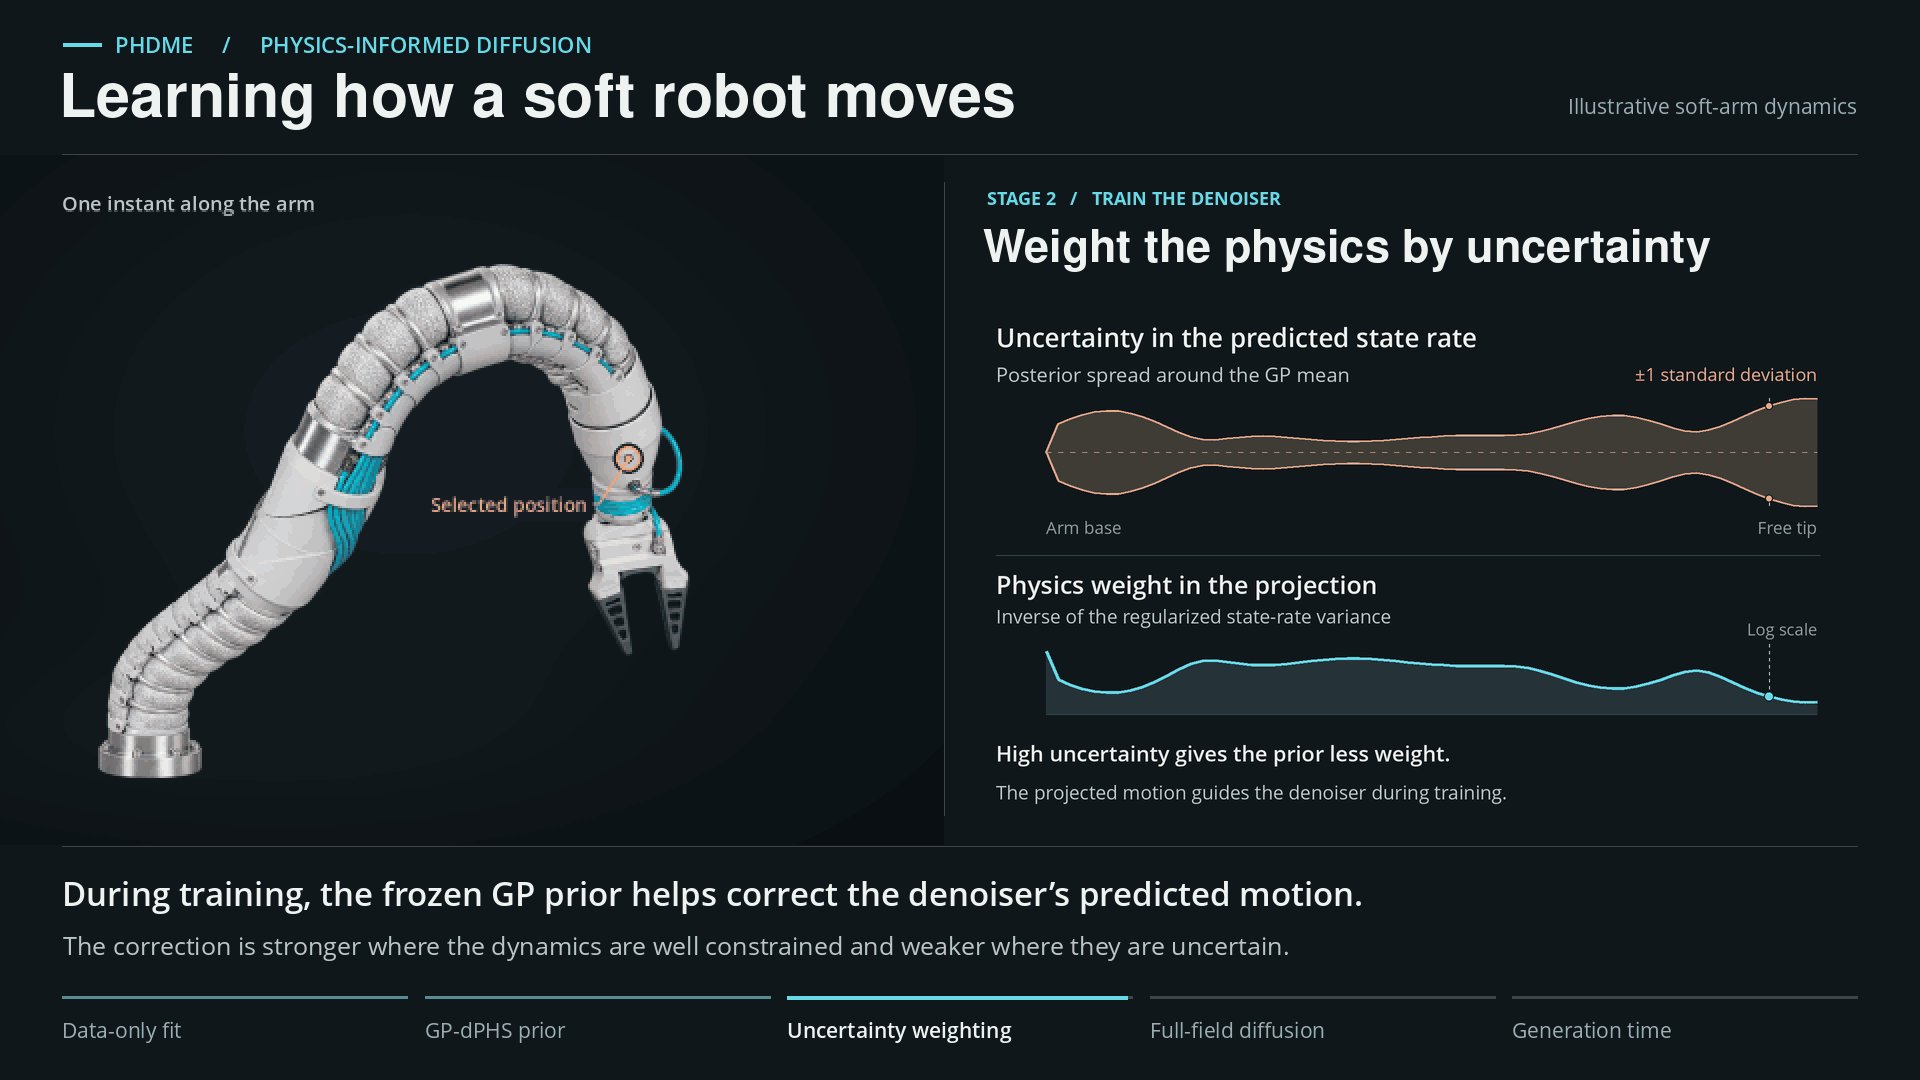 PHDME / PHYSICS-INFORMED DIFFUSION
Learning how a soft robot moves
Illustrative soft-arm dynamics
One instant along the arm
Selected position
STAGE 2 / TRAIN THE DENOISER
Weight the physics by uncertainty
Uncertainty in the predicted state rate
Posterior spread around the GP mean
±1 standard deviation
Arm base
Free tip
Physics weight in the projection
Inverse of the regularized state-rate variance
Log scale
High uncertainty gives the prior less weight.
The projected motion guides the denoiser during training.
During training, the frozen GP prior helps correct the denoiser’s predicted motion.
The correction is stronger where the dynamics are well constrained and weaker where they are uncertain.
Data-only fit
GP-dPHS prior
Uncertainty weighting
Full-field diffusion
Generation time